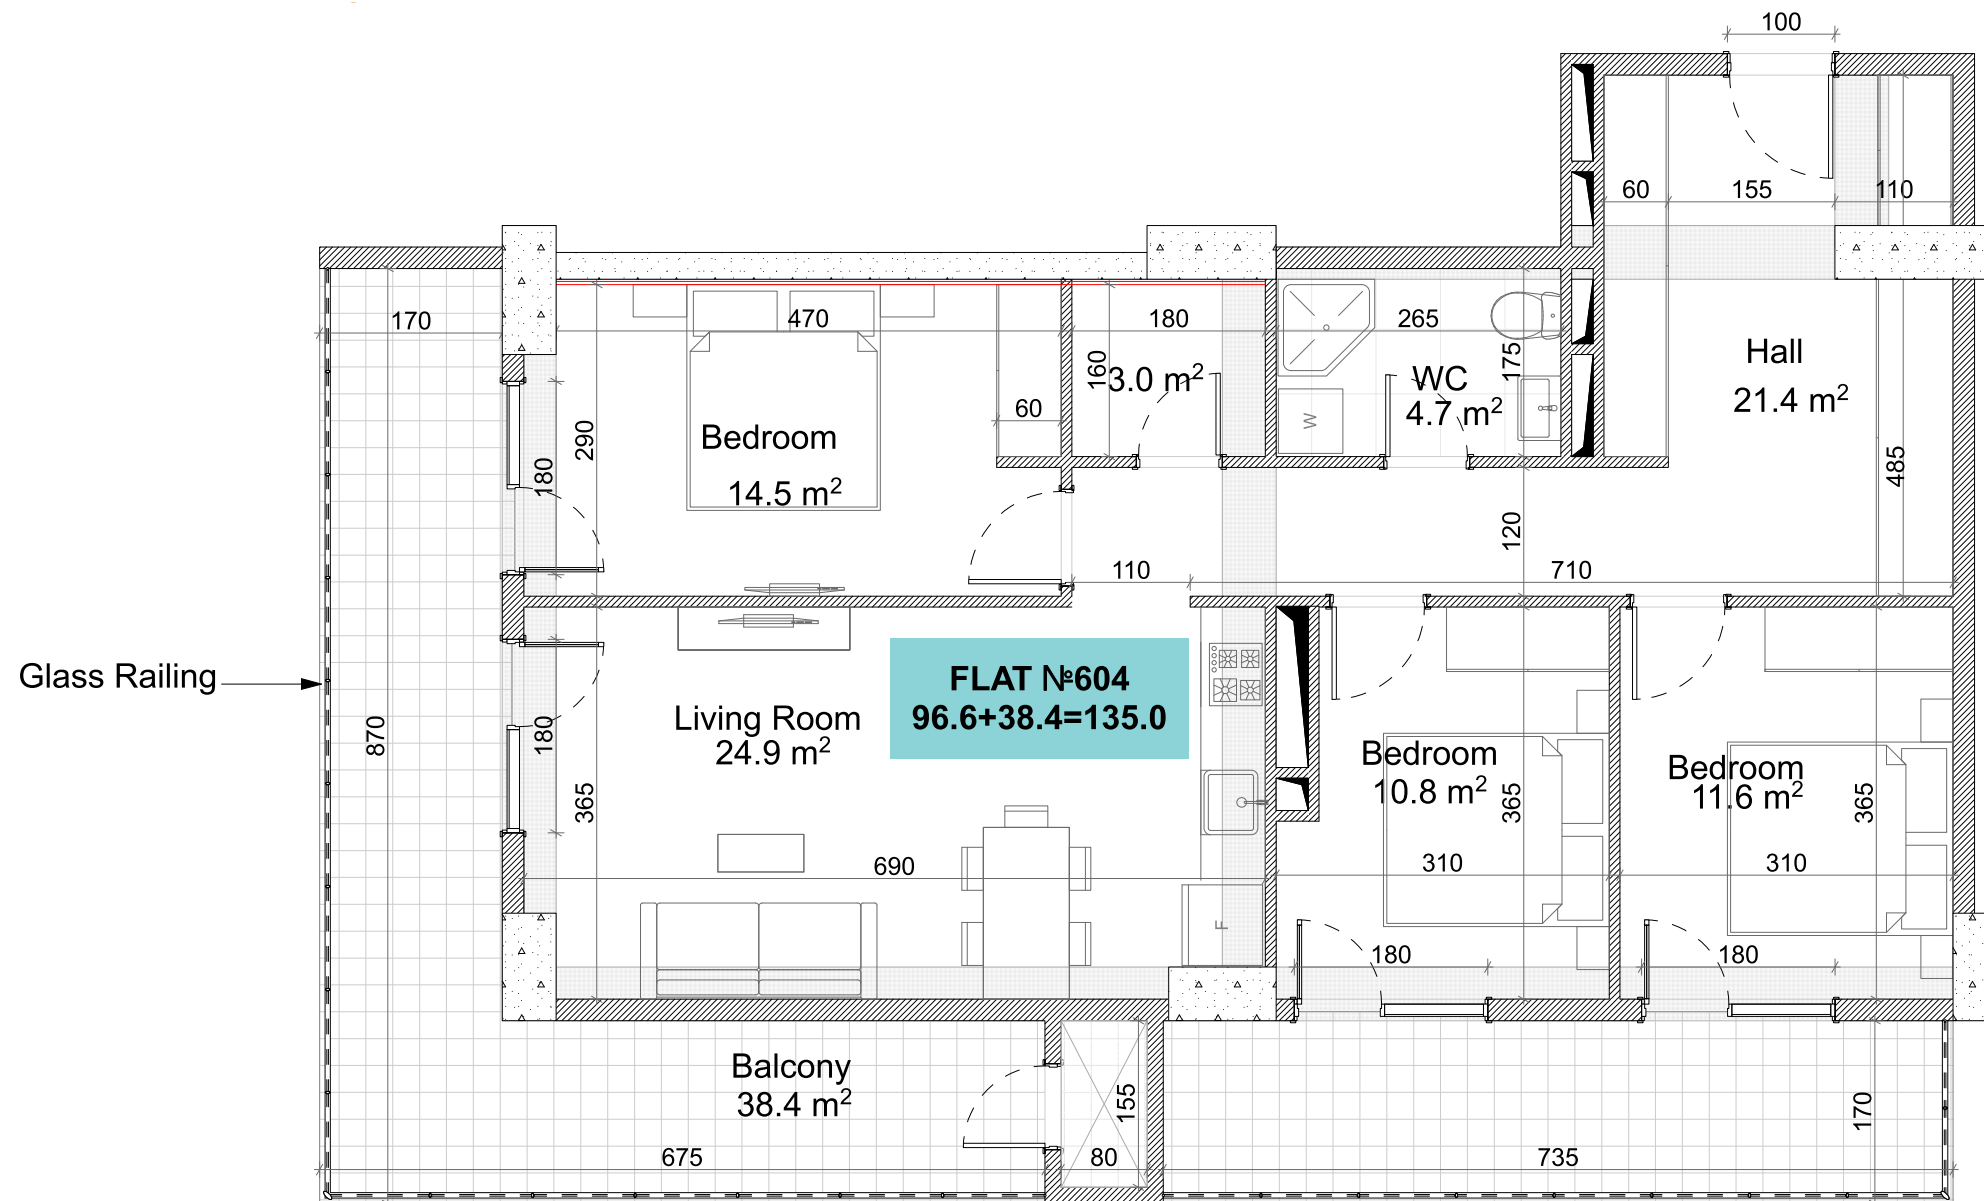 100
60
155
110
170
470
180
265
175
160
3.0 m²
WC
4.7 m²
Hall
21.4 m²
60
W
Bedroom
14.5 m²
290
180
485
120
110
710
Glass Railing
FLAT №604
96.6+38.4=135.0
Living Room
24.9 m²
870
180
365
690
F
Bedroom
10.8 m²
365
310
180
Bedroom
11.6 m²
365
310
180
Balcony
38.4 m²
155
170
675
80
735